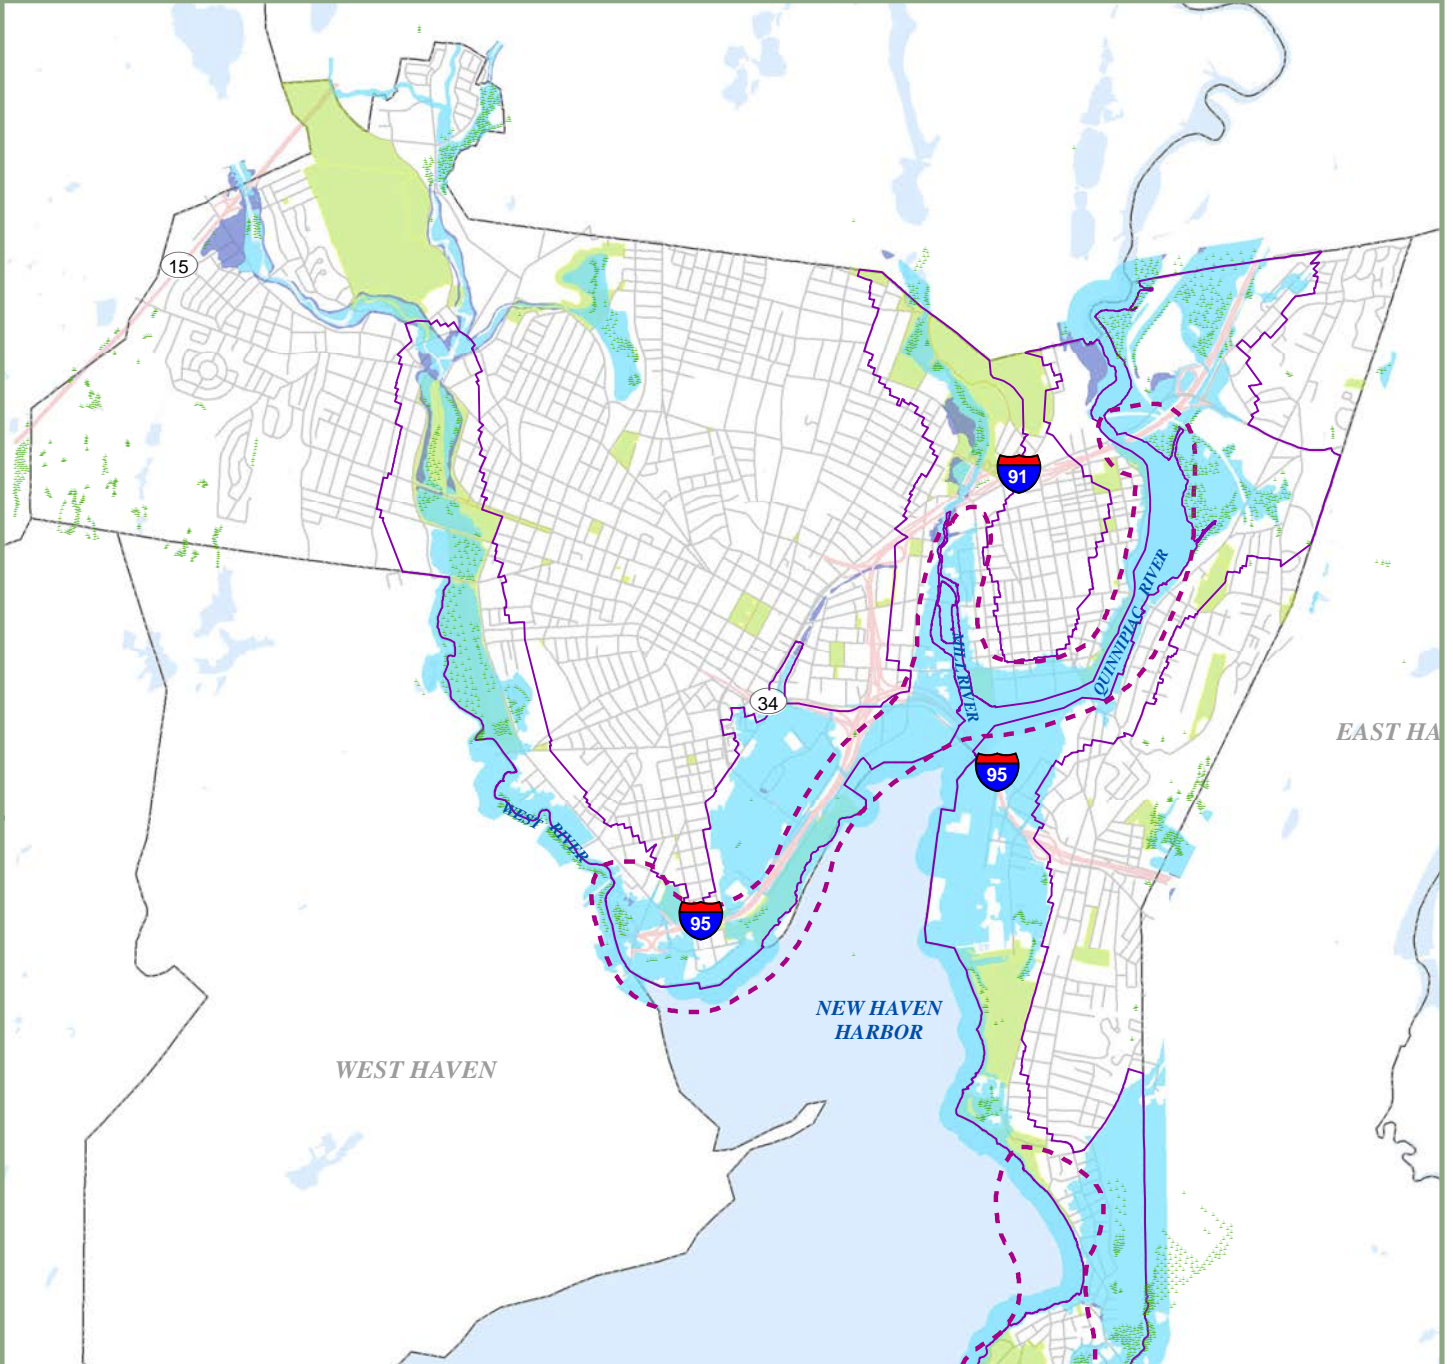 15
91
QUINNIPIAC RIVER
MILL RIVER
34
EAST HA
95
WEST RIVER
95
NEW HAVEN
HARBOR
WEST HAVEN